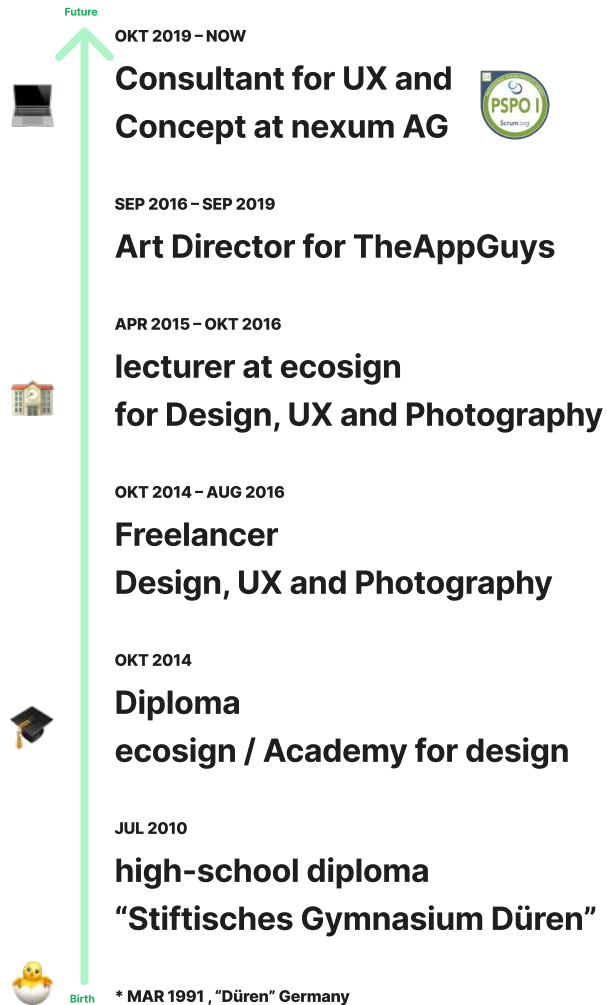 Future
OKT 2019 – NOW
Consultant for UX and
Concept at nexum AG
PSPO I
Scrum.org
SEP 2016 – SEP 2019
Art Director for TheAppGuys
APR 2015 – OKT 2016
lecturer at ecosign
for Design, UX and Photography
OKT 2014 – AUG 2016
Freelancer
Design, UX and Photography
OKT 2014
Diploma
ecosign / Academy for design
JUL 2010
high-school diploma
“Stiftisches Gymnasium Düren”
Birth
* MAR 1991 , “Düren” Germany